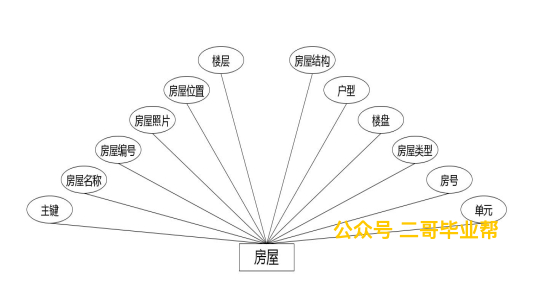 楼层
房屋结构
房屋位置
户型
房屋照片
楼盘
房屋编号
房屋类型
房屋名称
房号
主键
单元
公众号 二哥毕业帮
房屋